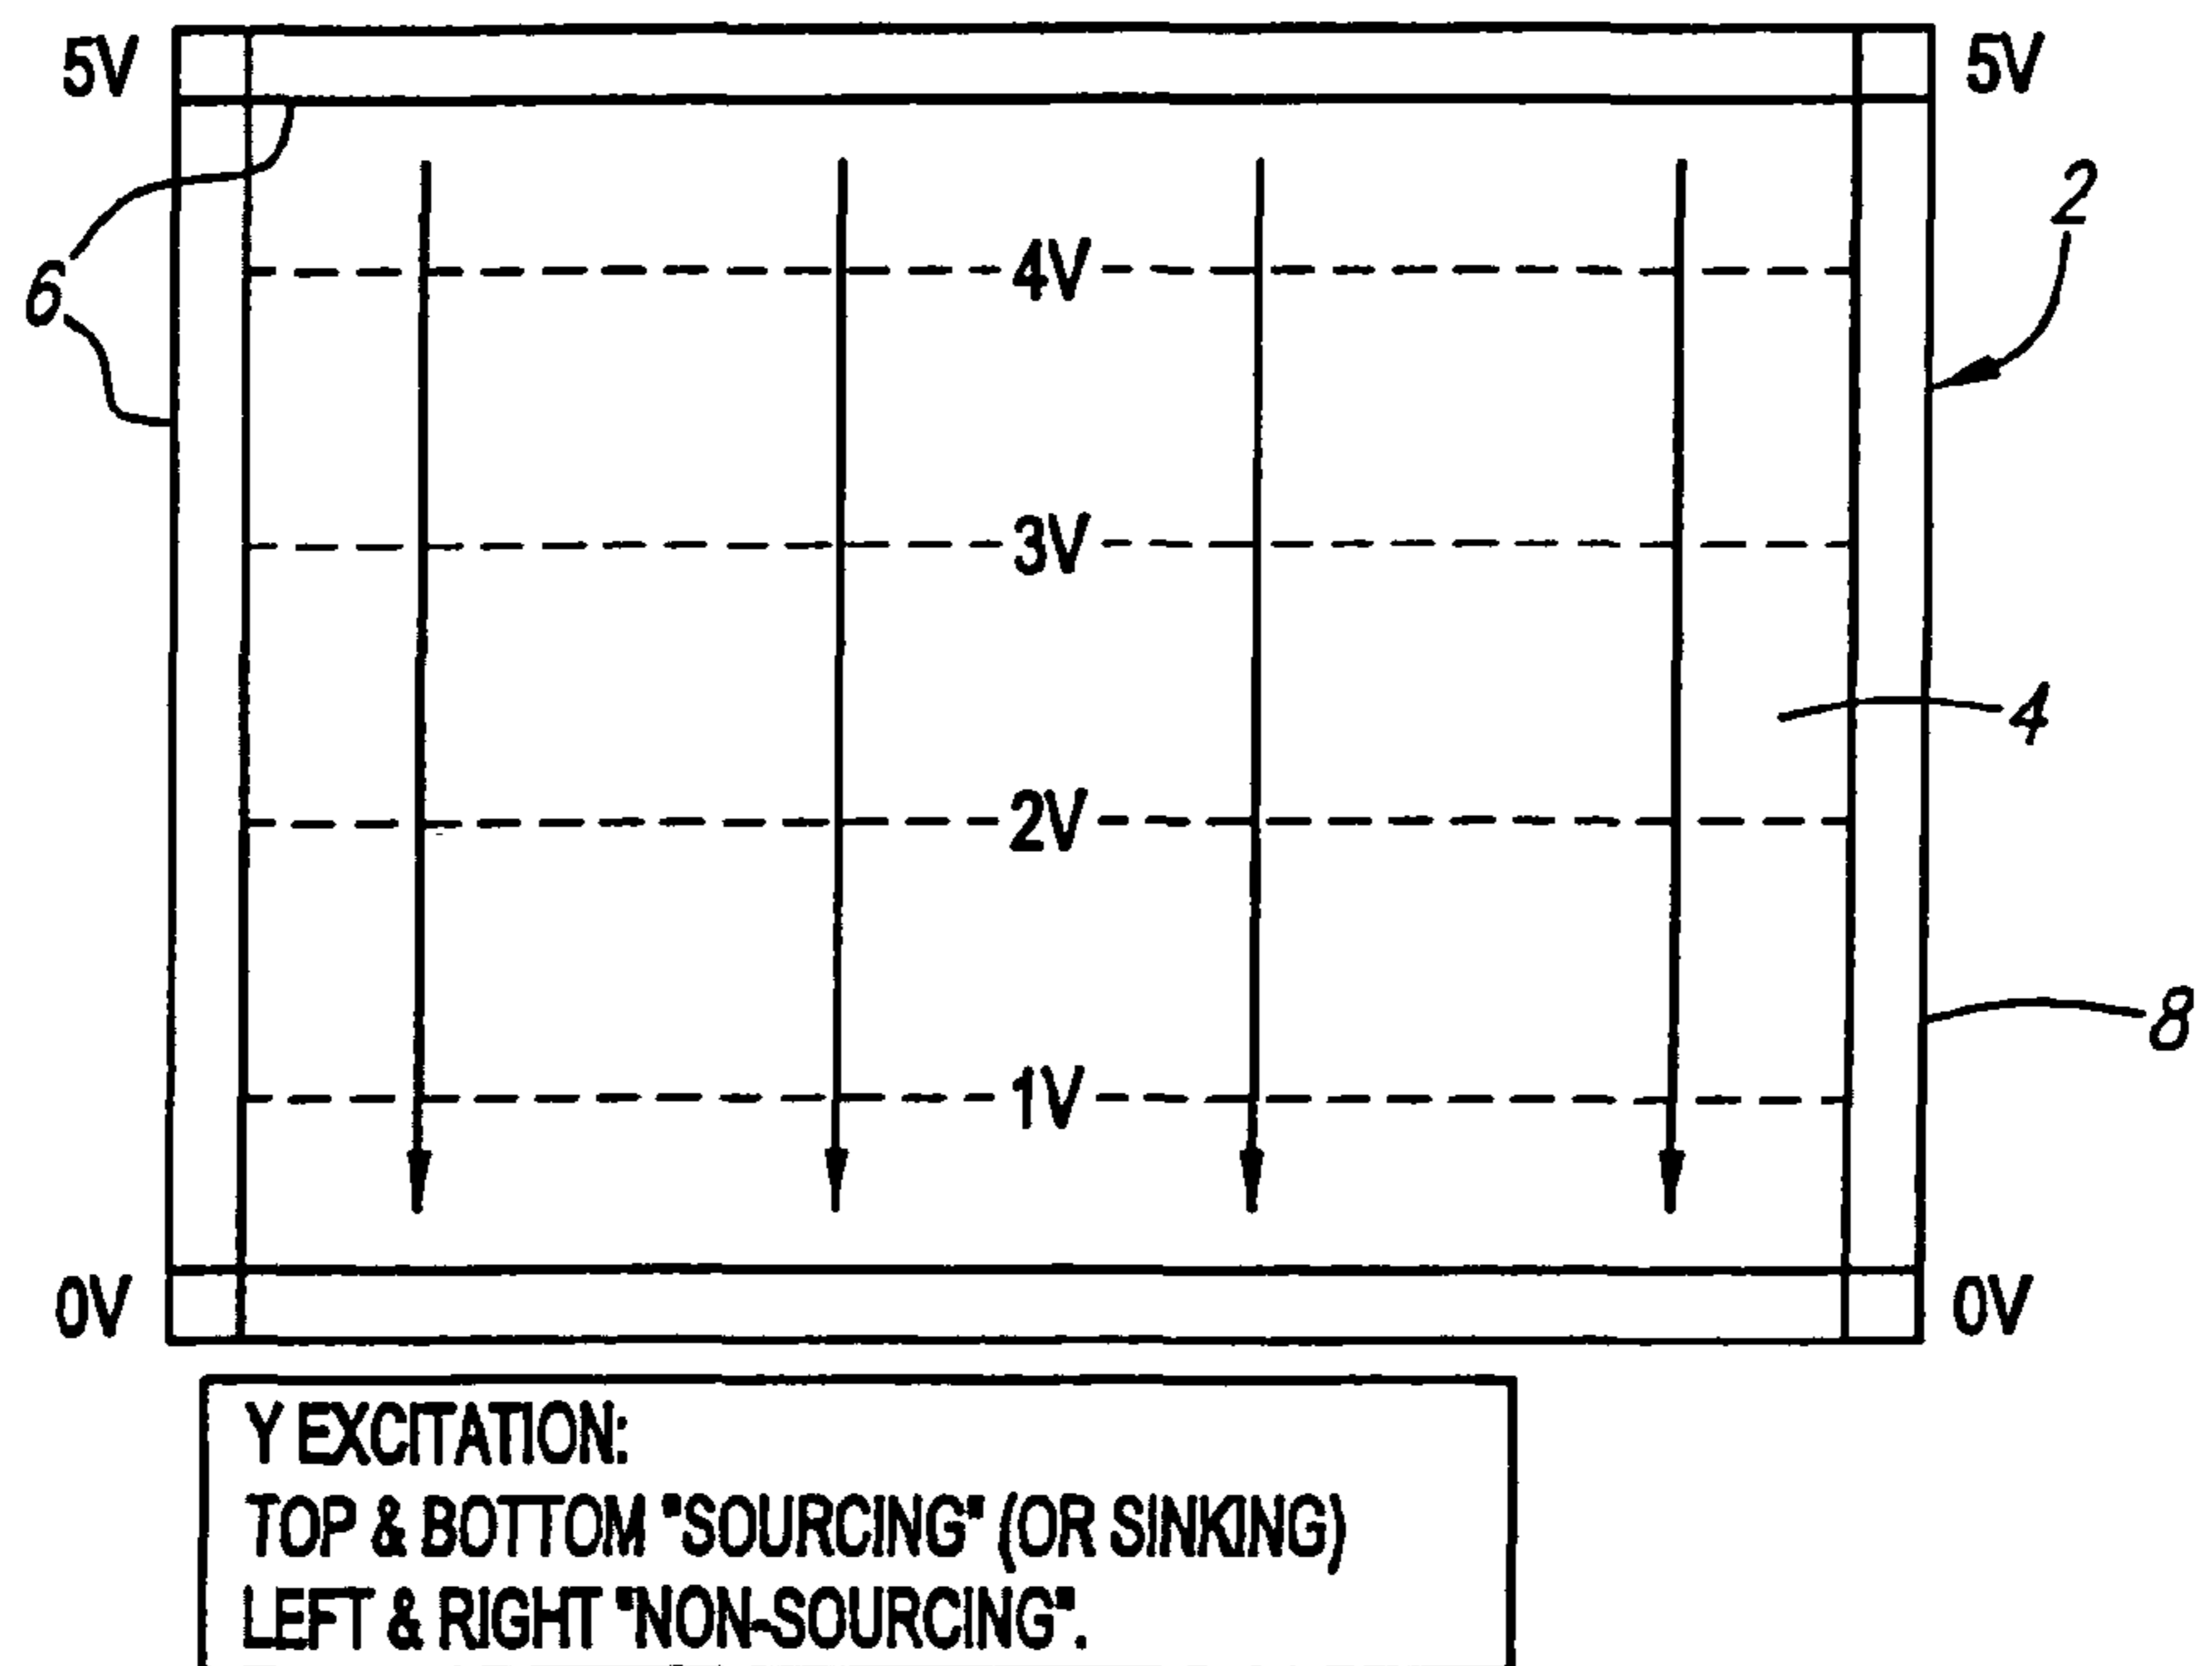 5V
5V
2
6
4V
3V
4
2V
8
1V
0V
0V
Y EXCITATION:
TOP & BOTTOM "SOURCING" (OR SINKING)
LEFT & RIGHT "NON-SOURCING".